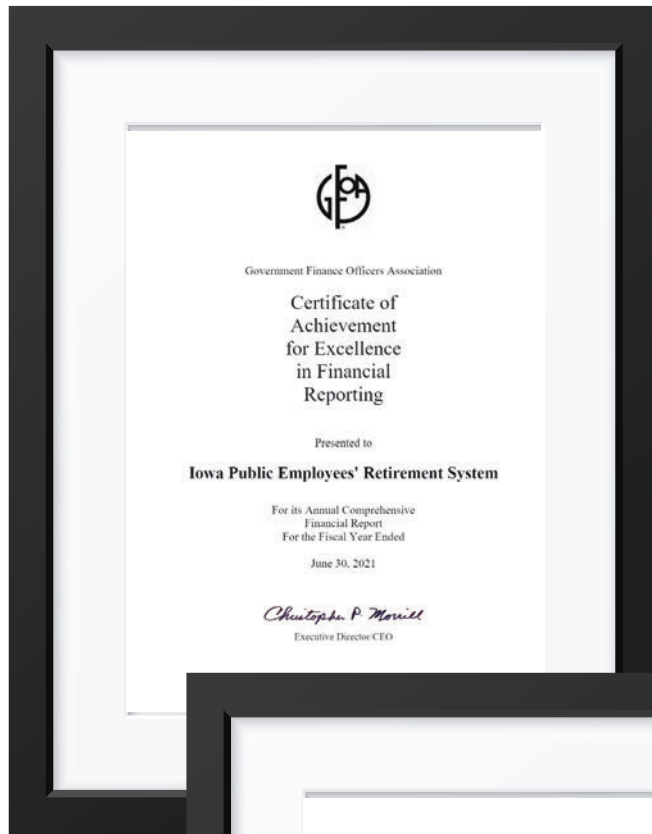 GFOA
Government Finance Officers Association
Certificate of
Achievement
for Excellence
in Financial
Reporting
Presented to
Iowa Public Employees' Retirement System
For its Annual Comprehensive
Financial Report
For the Fiscal Year Ended
June 30, 2021
Christopher P. Morrill
Executive Director/CEO